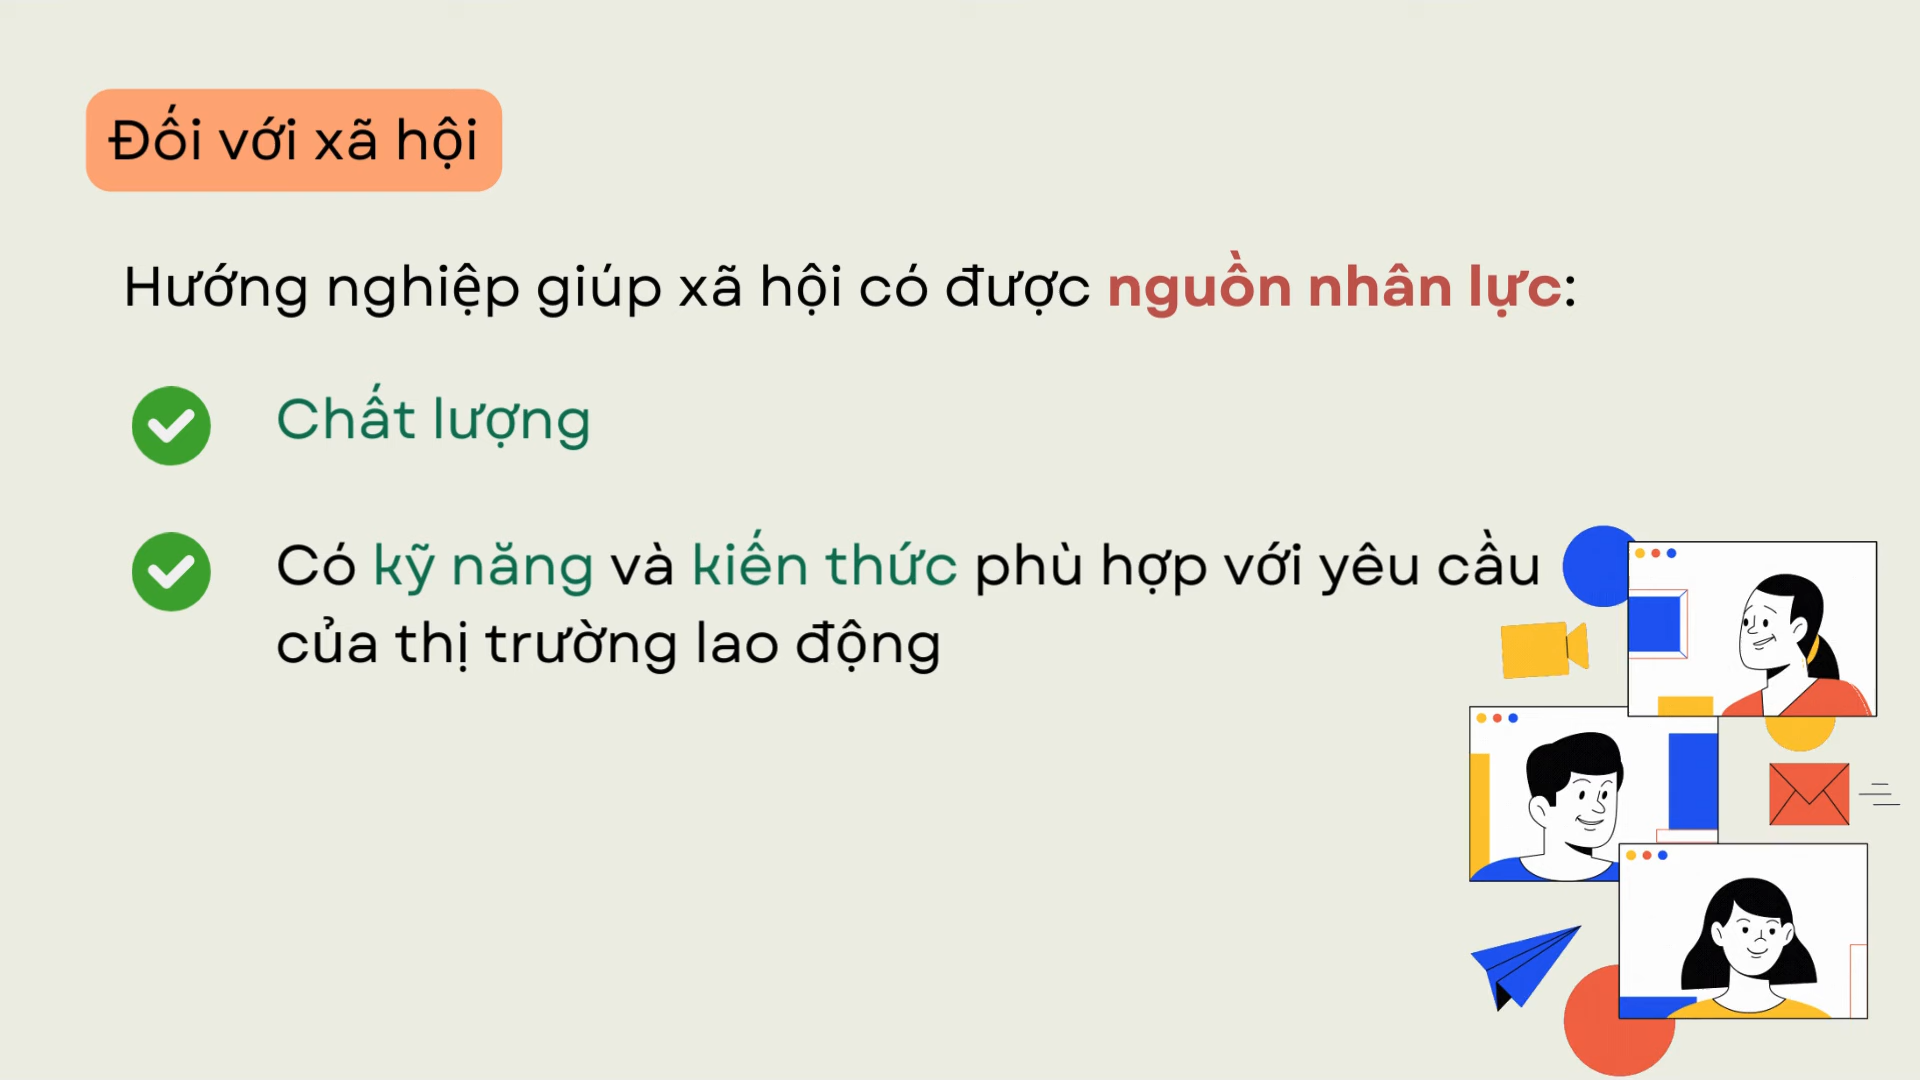 Đối với xã hội
Hướng nghiệp giúp xã hội có được nguồn nhân lực:
Chất lượng
Có kỹ năng và kiến thức phù hợp với yêu cầu
của thị trường lao động